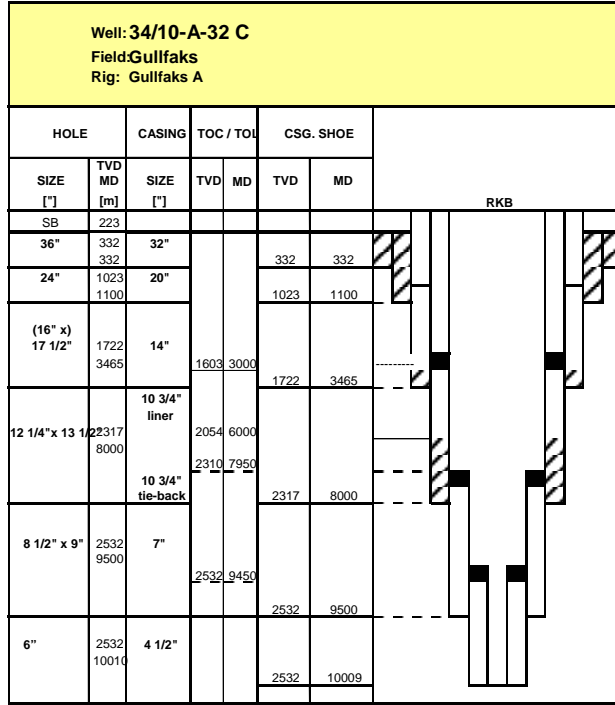 Well: 34/10-A-32 C
Field:Gullfaks
Rig: Gullfaks A
HOLE CASING TOC / TOL CSG. SHOE
TVD
SIZE MD SIZE TVD MD TVD MD
["] [m] ["] RKB
SB 223
36" 332 32"
332 332 332
24" 1023 20"
1100 1023 1100
(16" x)
17 1/2" 1722 14"
3465 1603 3000
1722 3465
10 3/4"
liner
12 1/4"x 13 1/2" 2317 2054 6000
8000
2310 7950
10 3/4"
tie-back 2317 8000
8 1/2" x 9" 2532 7"
9500
2532 9450
2532 9500
6” 2532 4 1/2"
10010
2532 10009